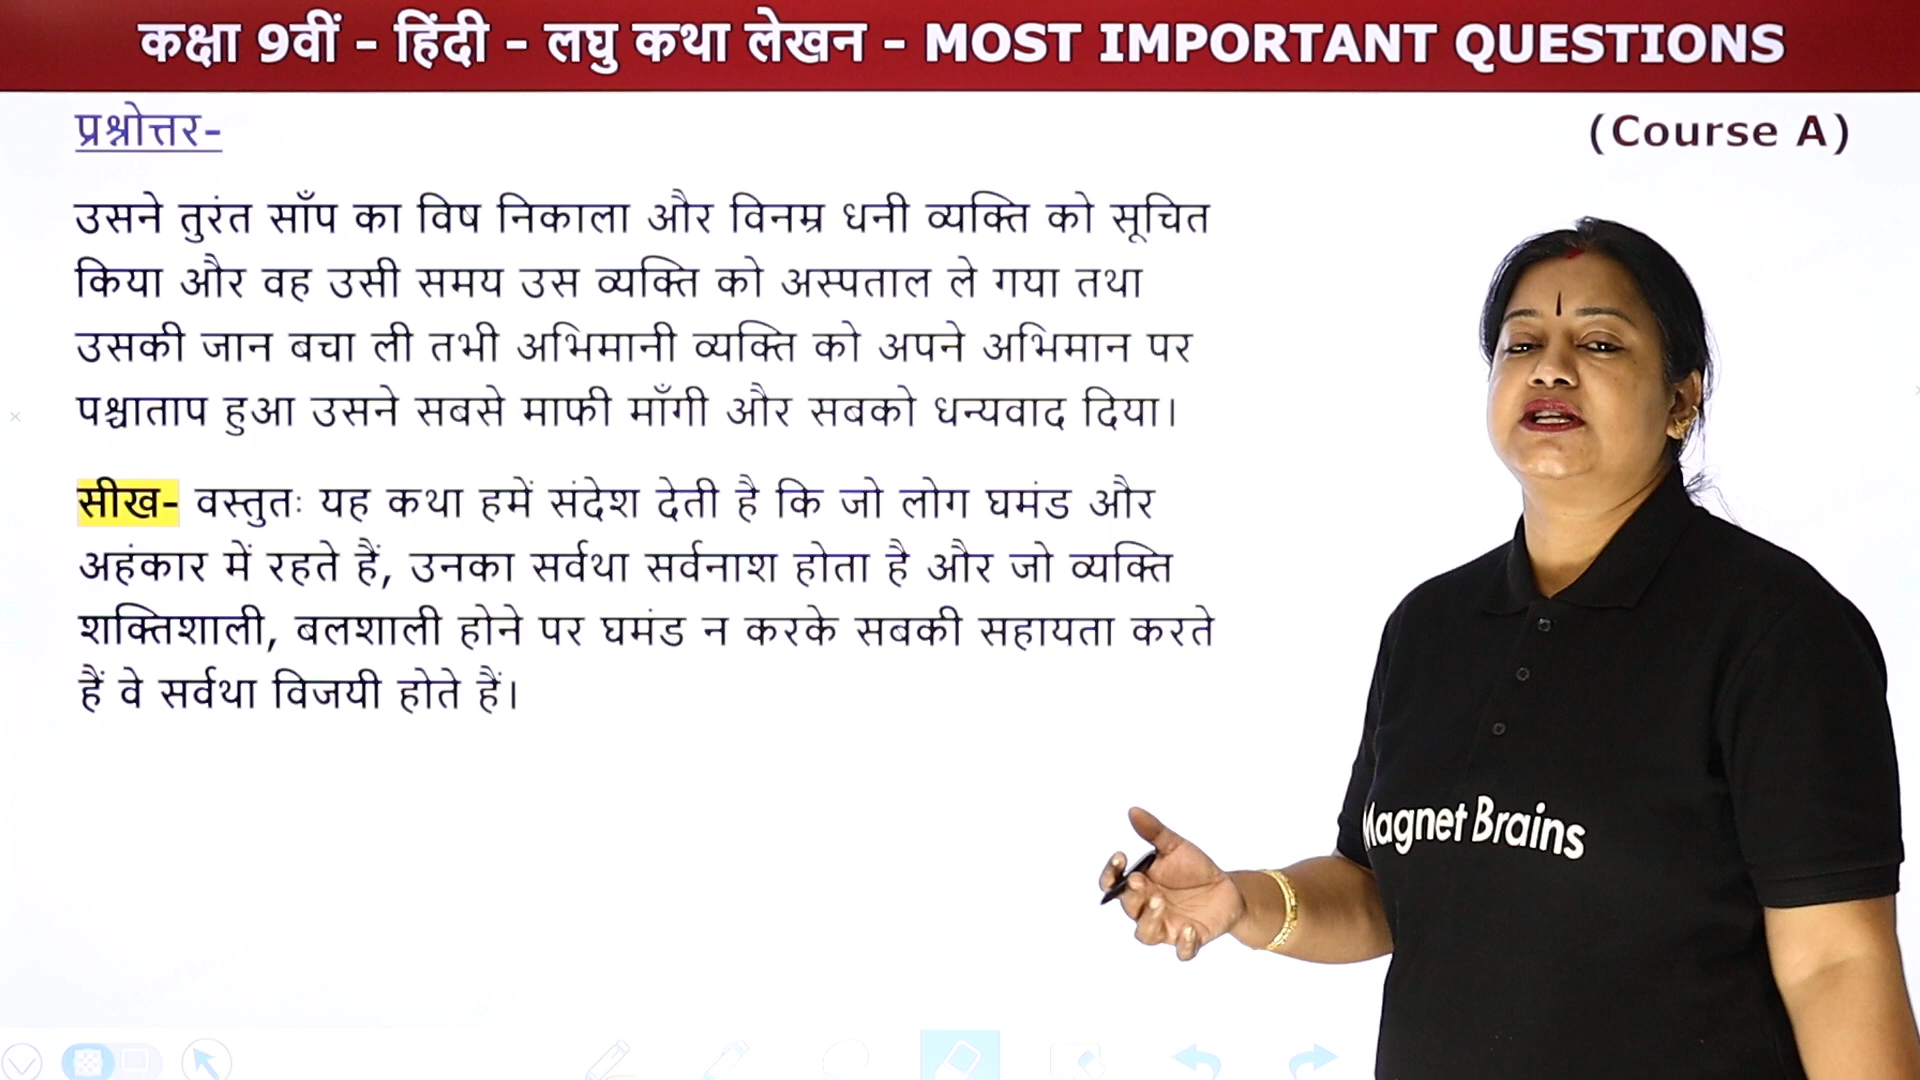 कक्षा 9वीं – हिंदी – लघु कथा लेखन – MOST IMPORTANT QUESTIONS
प्रश्नोत्तर-
(Course A)
उसने तुरंत साँप का विष निकाला और विनम्र धनी व्यक्ति को सूचित
किया और वह उसी समय उस व्यक्ति को अस्पताल ले गया तथा
उसकी जान बचा ली तभी अभिमानी व्यक्ति को अपने अभिमान पर
पश्चाताप हुआ उसने सबसे माफी माँगी और सबको धन्यवाद दिया।
सीख- वस्तुतः यह कथा हमें संदेश देती है कि जो लोग घमंड और
अहंकार में रहते हैं, उनका सर्वथा सर्वनाश होता है और जो व्यक्ति
शक्तिशाली, बलशाली होने पर घमंड न करके सबकी सहायता करते
हैं वे सर्वथा विजयी होते हैं।
Magnet Brains